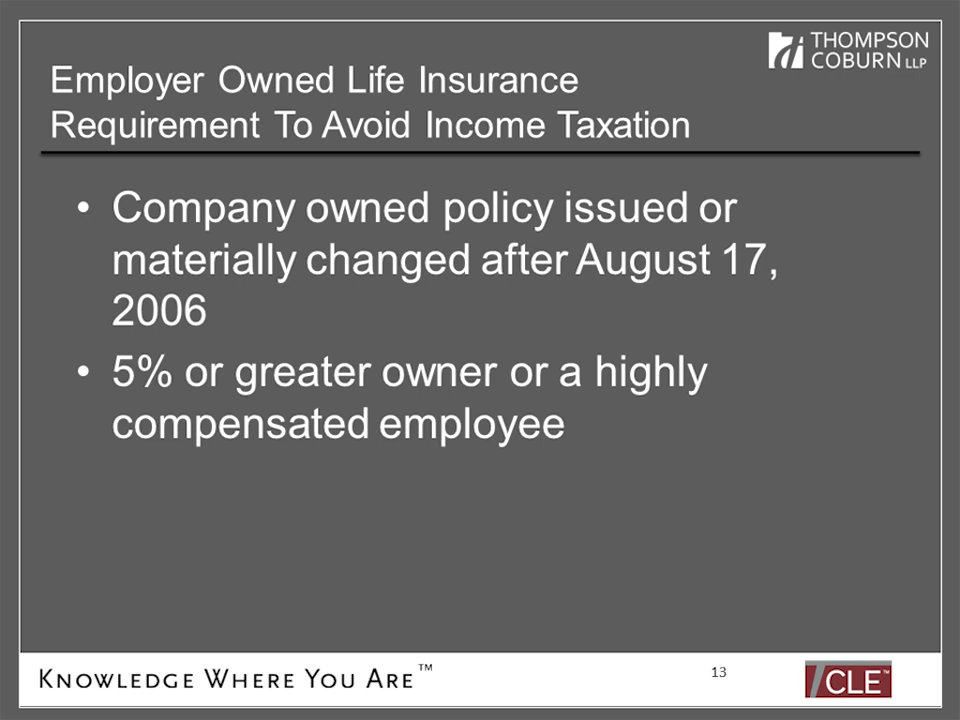 THOMPSON
COBURN LLP
Employer Owned Life Insurance
Requirement To Avoid Income Taxation
• Company owned policy issued or
materially changed after August 17,
2006
• 5% or greater owner or a highly
compensated employee
KNOWLEDGE WHERE YOU ARE™
13
TCLE™